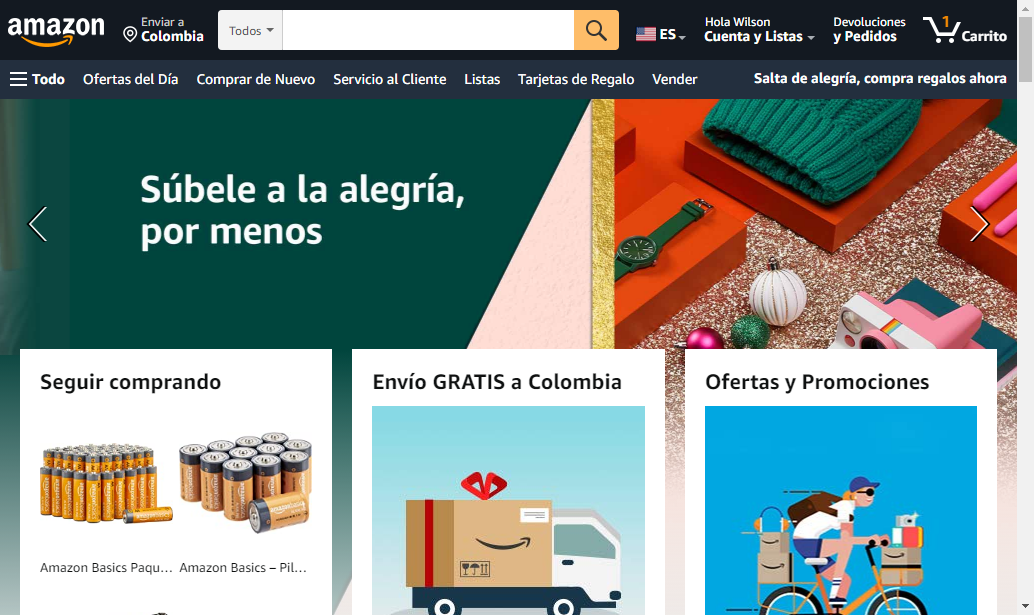 amazon
Enviar a
Colombia
Todos
ES
Hola Wilson
Cuenta y Listas
Devoluciones
y Pedidos
1
Carrito
Todo
Ofertas del Día
Comprar de Nuevo
Servicio al Cliente
Listas
Tarjetas de Regalo
Vender
Salta de alegría, compra regalos ahora
Súbele a la alegría,
por menos
Seguir comprando
Amazon Basics Paqu...
Amazon Basics – Pil...
Envío GRATIS a Colombia
Ofertas y Promociones